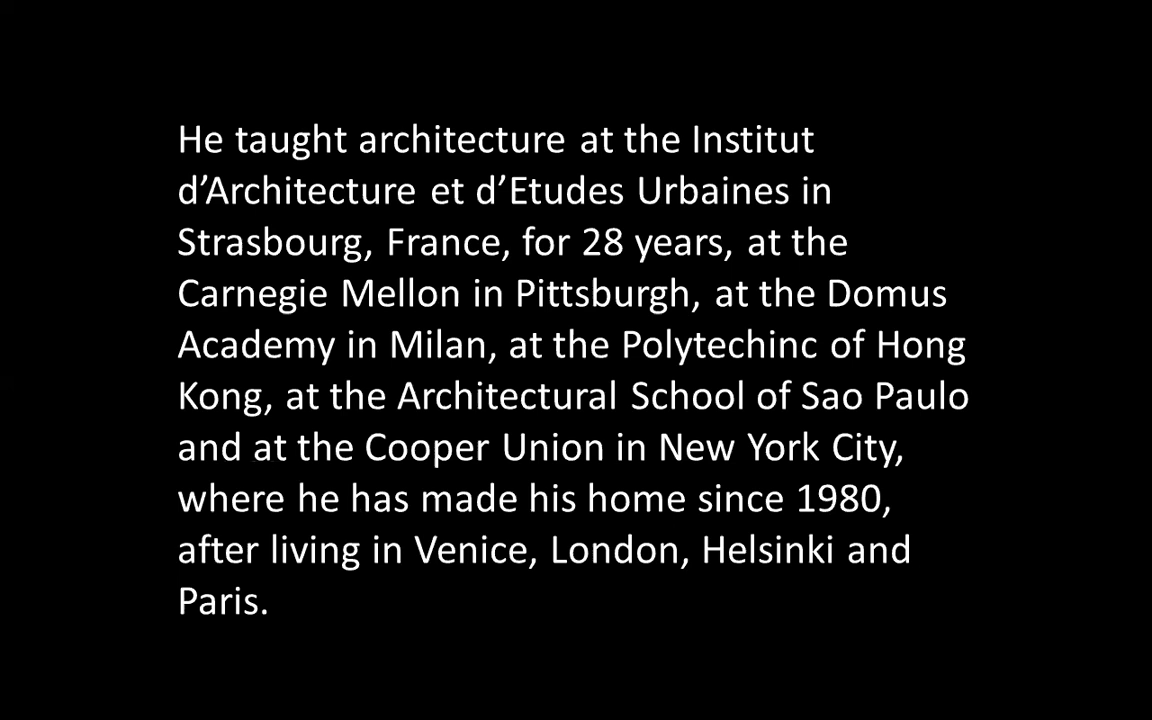 He taught architecture at the Institut
d’Architecture et d’Etudes Urbaines in
Strasbourg, France, for 28 years, at the
Carnegie Mellon in Pittsburgh, at the Domus
Academy in Milan, at the Polytechinc of Hong
Kong, at the Architectural School of Sao Paulo
and at the Cooper Union in New York City,
where he has made his home since 1980,
after living in Venice, London, Helsinki and
Paris.